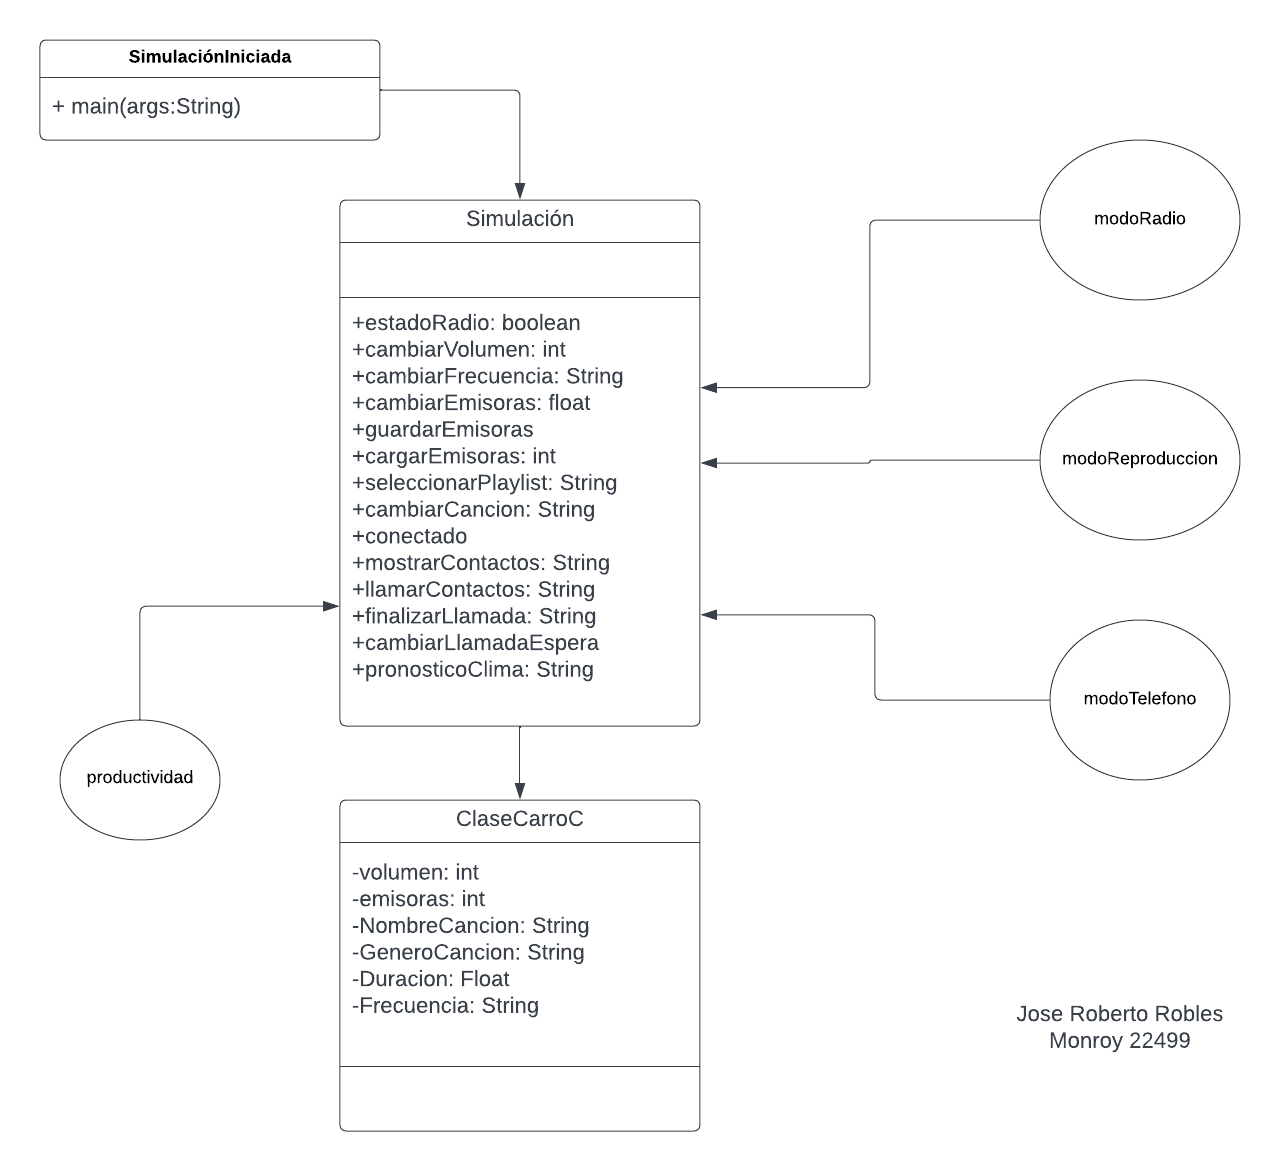 SimulaciónIniciada
+ main(args:String)
Simulación
+estadoRadio: boolean
+cambiarVolumen: int
+cambiarFrecuencia: String
+cambiarEmisoras: float
+guardarEmisoras
+cargarEmisoras: int
+seleccionarPlaylist: String
+cambiarCancion: String
+conectado
+mostrarContactos: String
+llamarContactos: String
+finalizarLlamada: String
+cambiarLlamadaEspera
+pronosticoClima: String
modoRadio
modoReproduccion
modoTelefono
productividad
ClaseCarroC
-volumen: int
-emisoras: int
-NombreCancion: String
-GeneroCancion: String
-Duracion: Float
-Frecuencia: String
Jose Roberto Robles
Monroy 22499